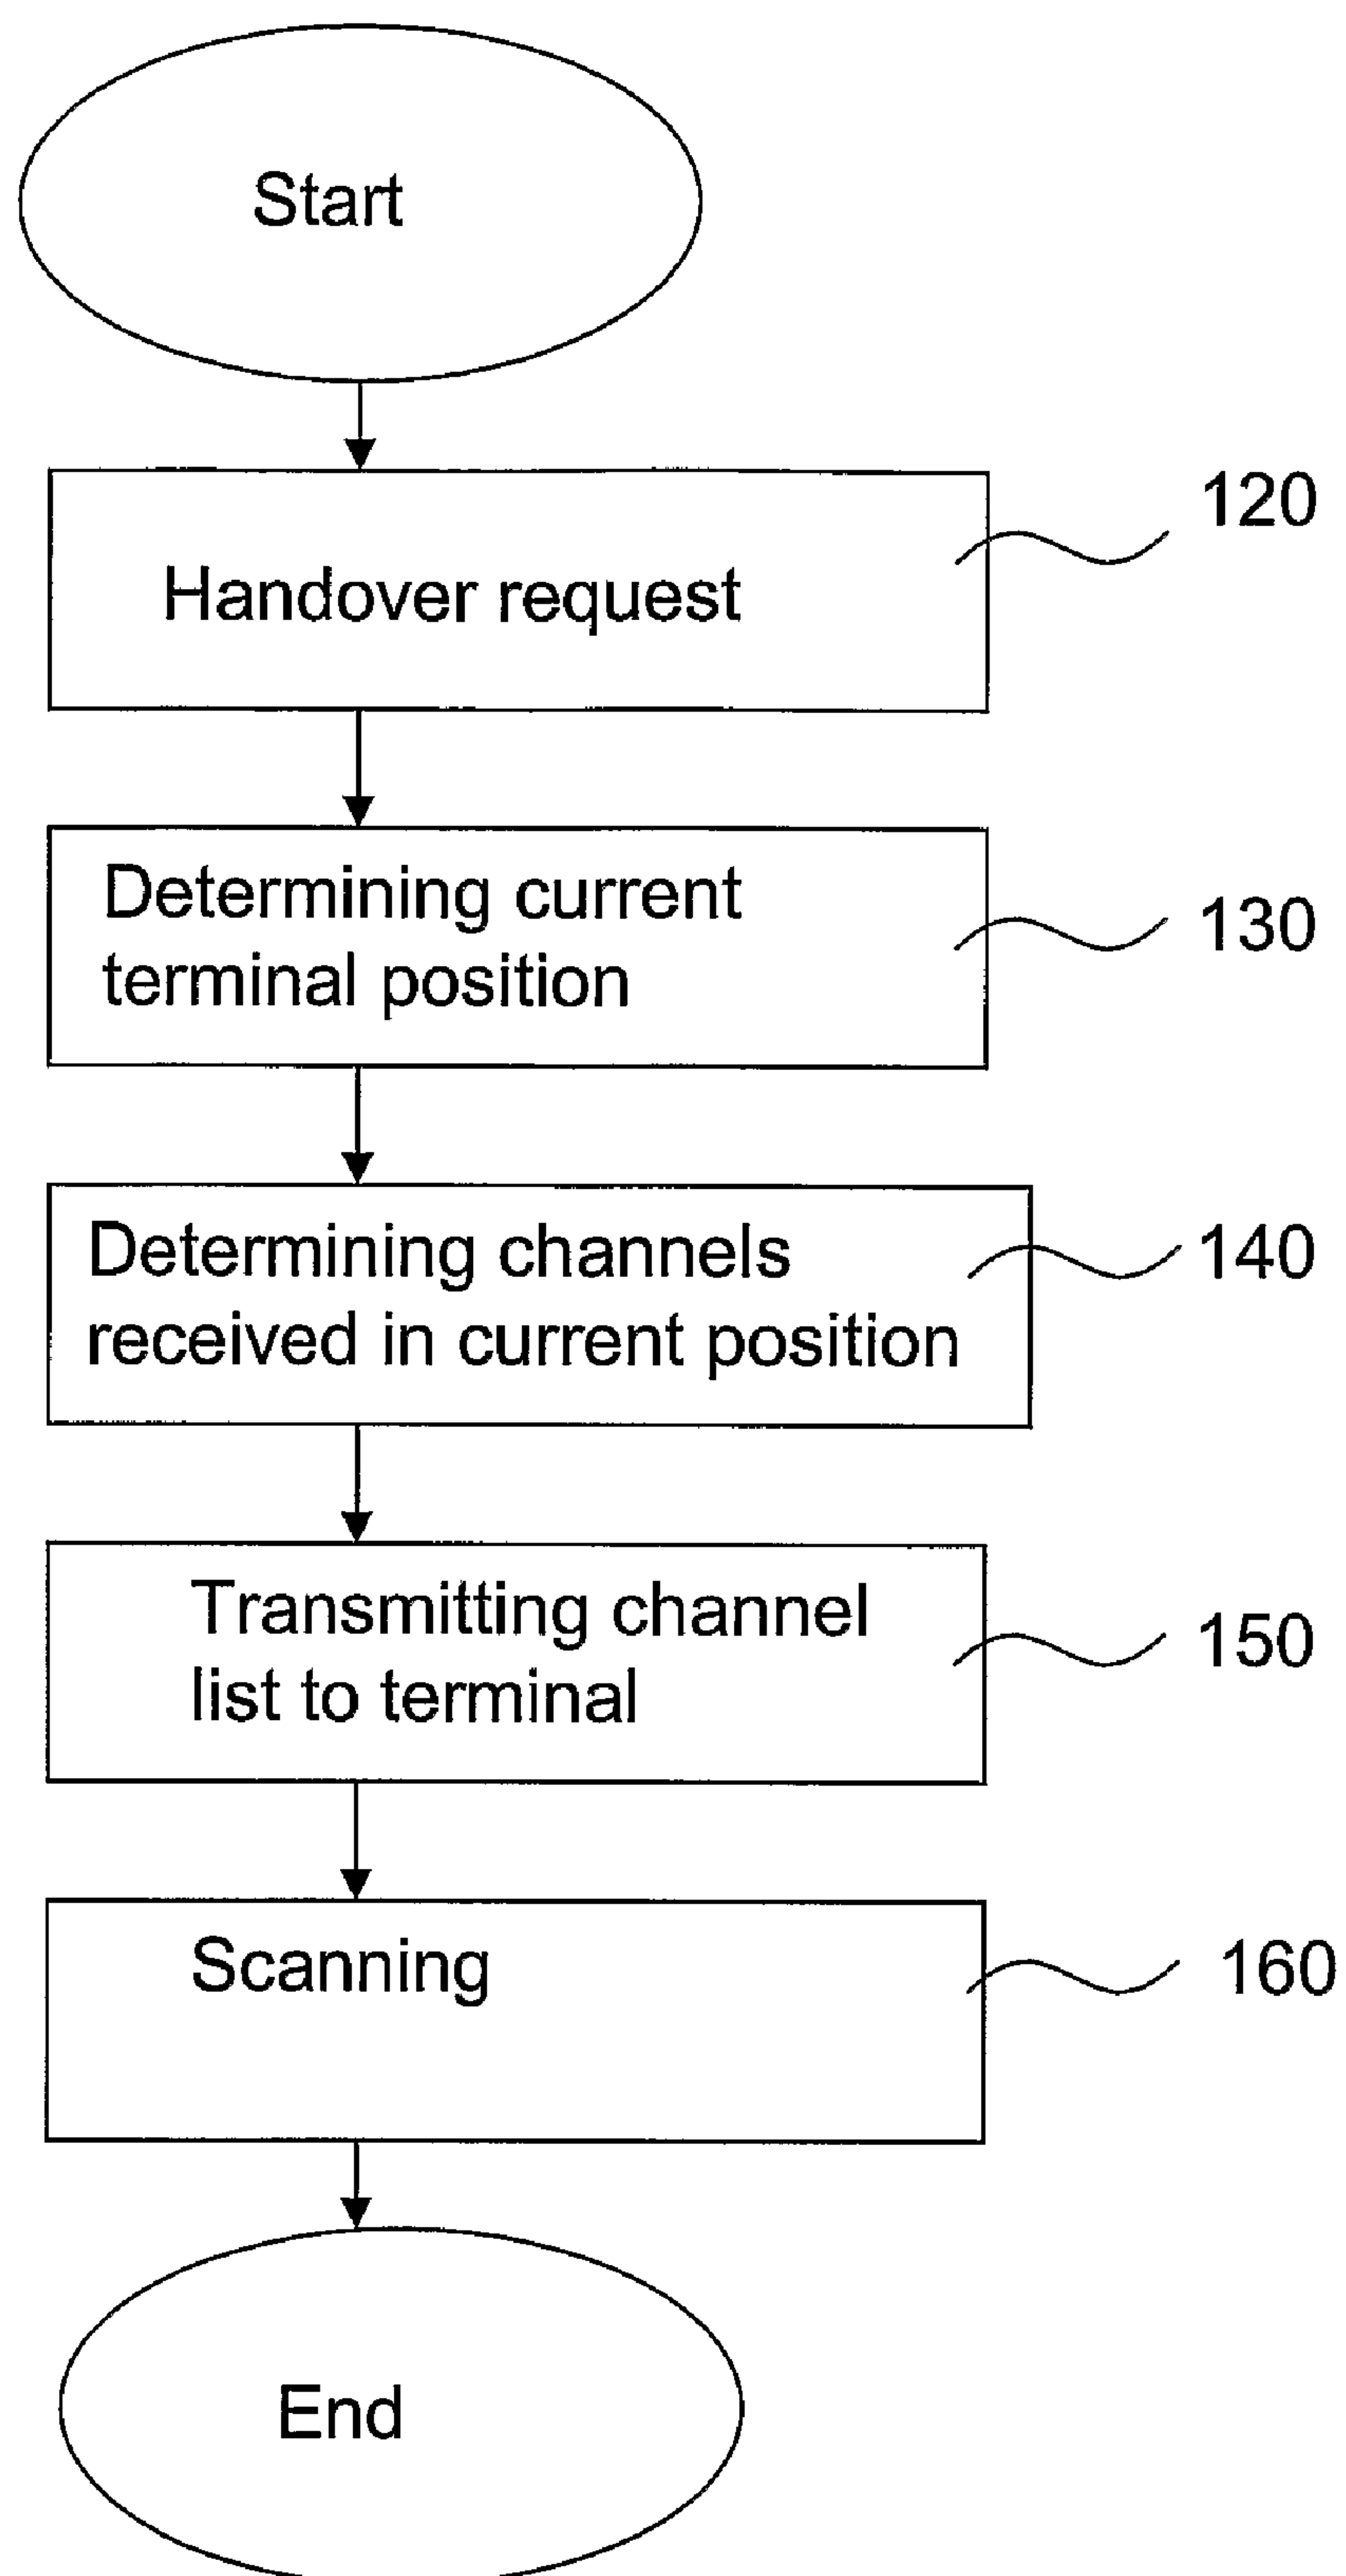 Start
120
Handover request
Determining current
terminal position
130
Determining channels
received in current position
140
Transmitting channel
list to terminal
150
Scanning
160
End